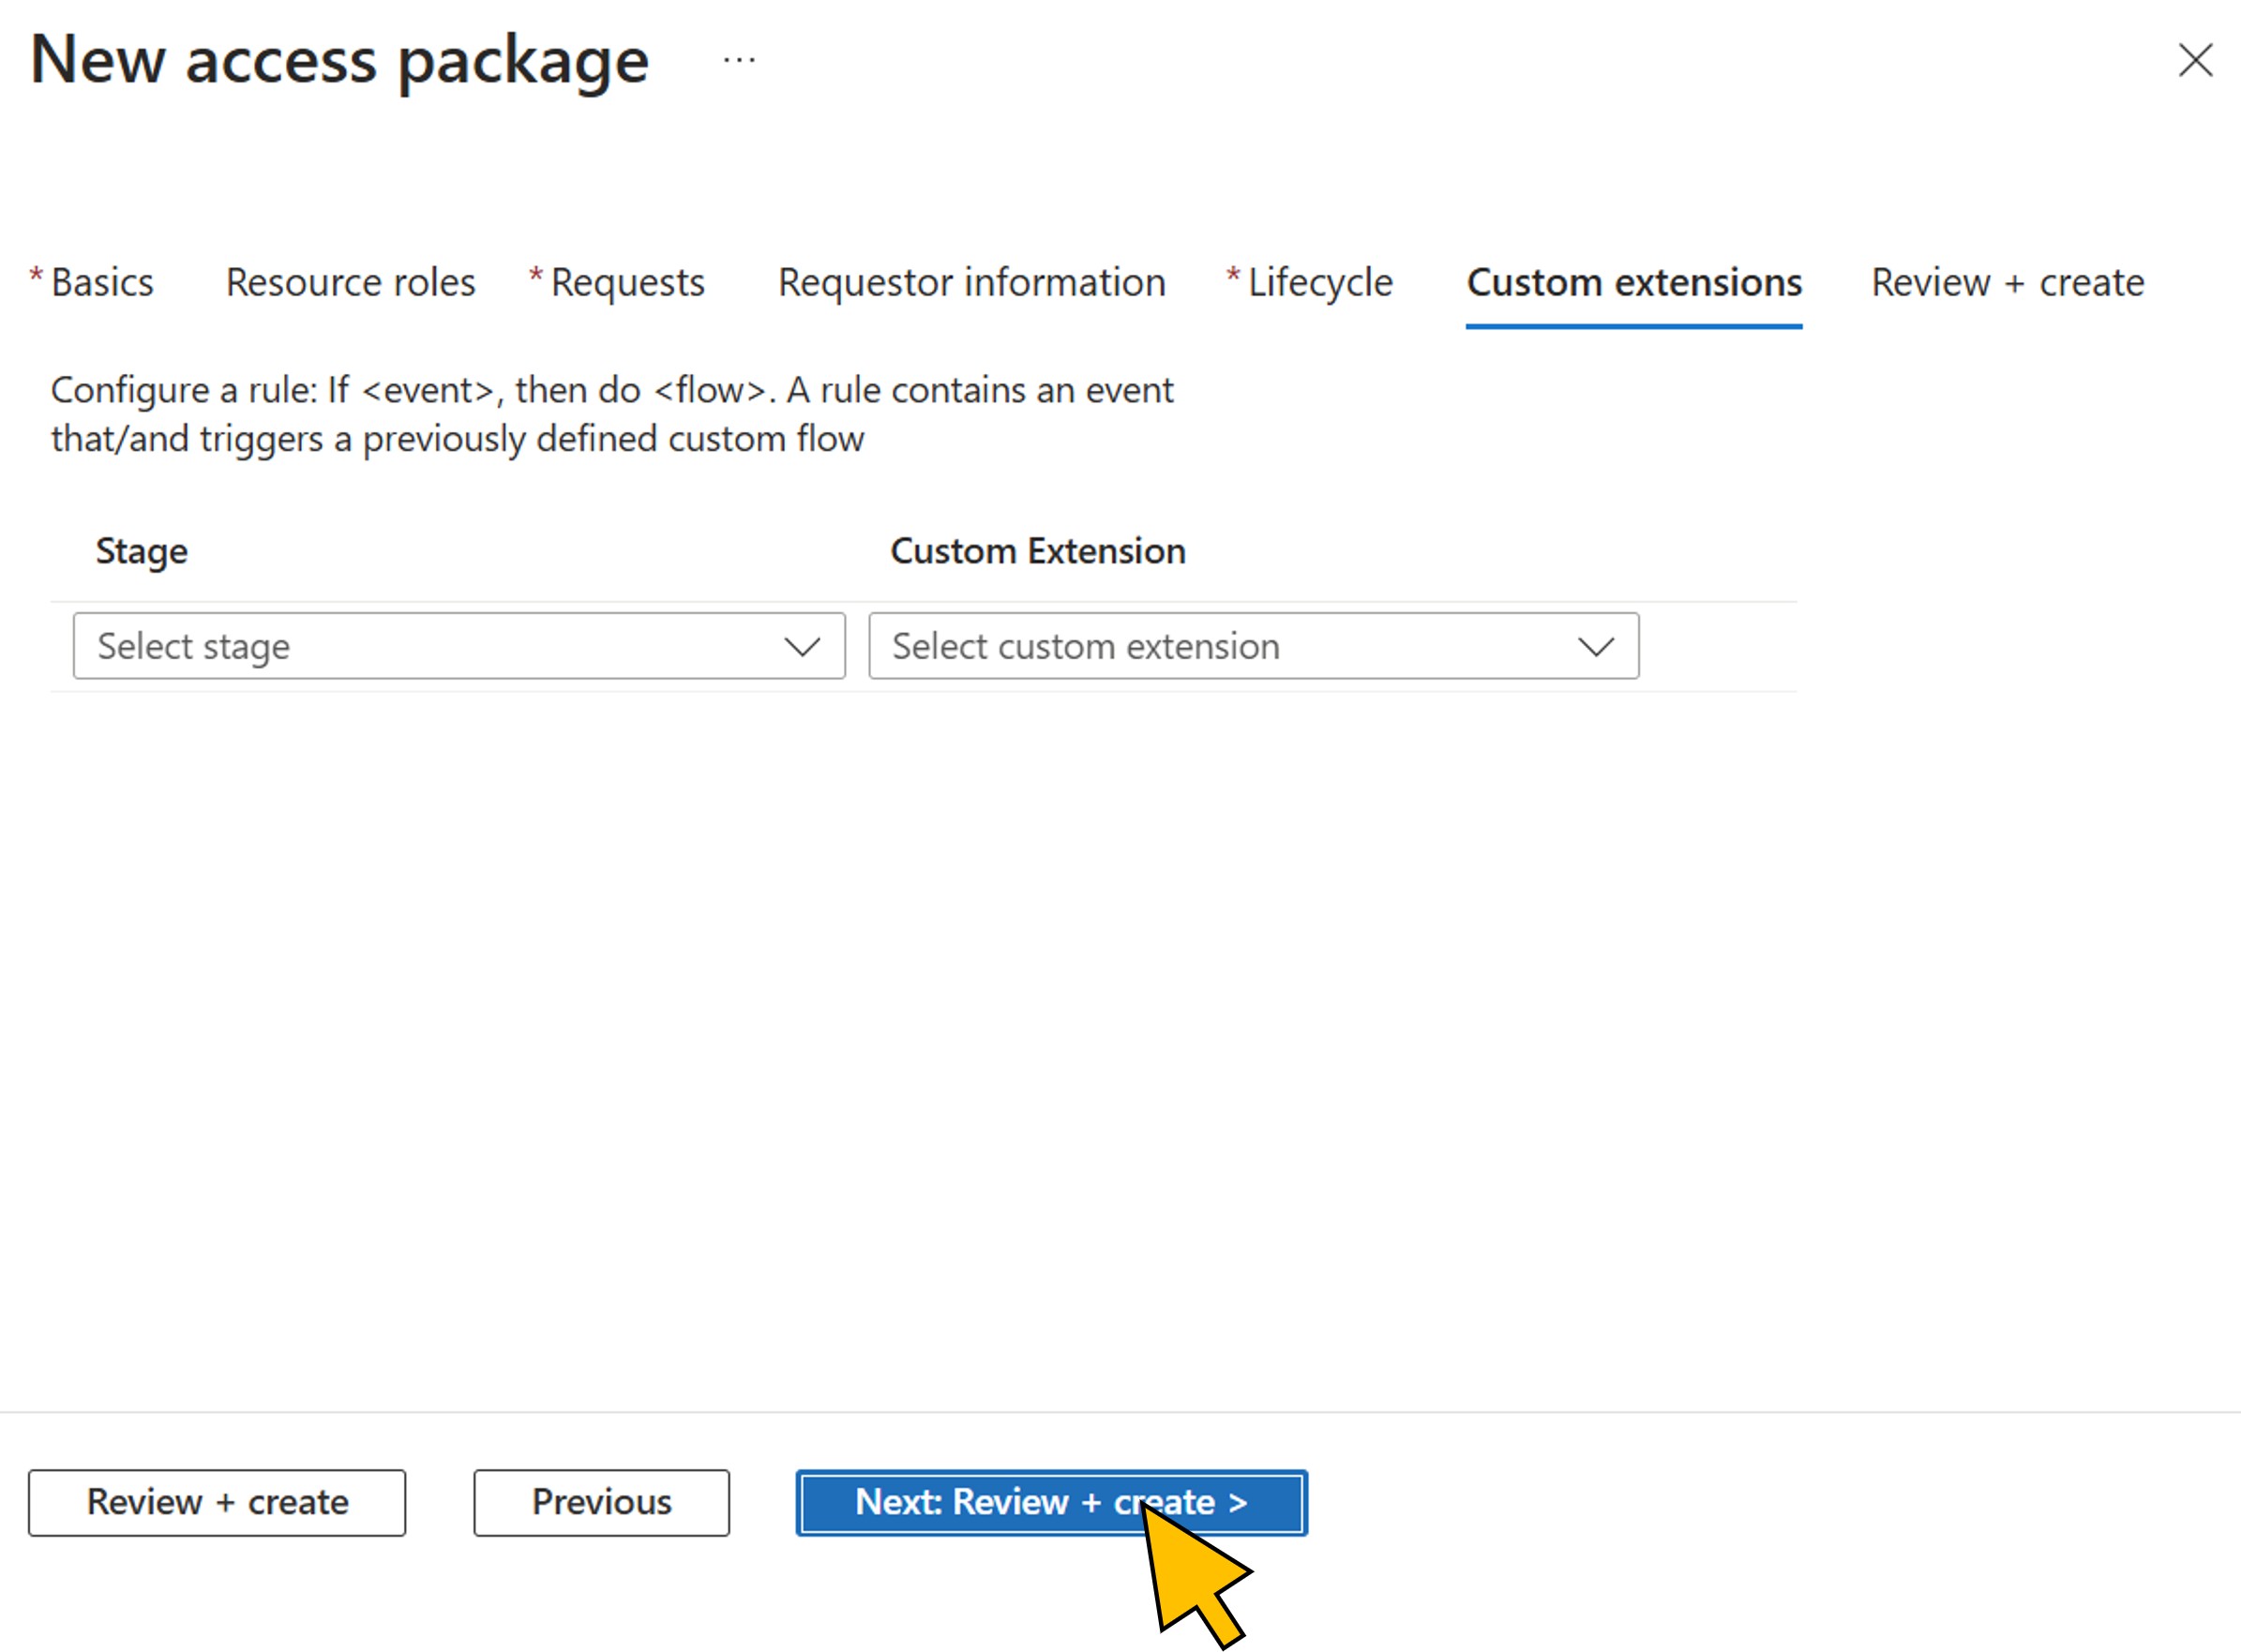 New access package ...
* Basics Resource roles * Requests Requestor information * Lifecycle Custom extensions Review + create
Configure a rule: If <event>, then do <flow>. A rule contains an event
that/and triggers a previously defined custom flow
Stage Custom Extension
Select stage Select custom extension
Review + create Previous Next: Review + create >